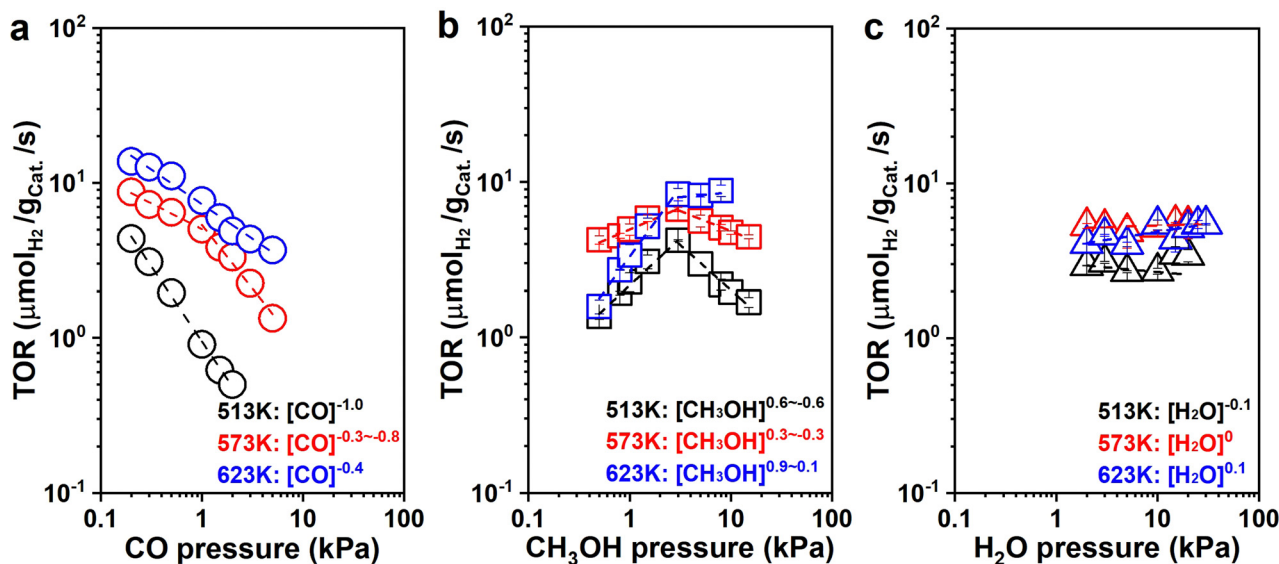 a
TOR (μmol_H2/g_Cat./s)
10²
10¹
10⁰
10⁻¹
0.1 1 10 100
CO pressure (kPa)
513K: [CO]^-1.0
573K: [CO]^-0.3~-0.8
623K: [CO]^-0.4
b
TOR (μmol_H2/g_Cat./s)
10²
10¹
10⁰
10⁻¹
0.1 1 10 100
CH₃OH pressure (kPa)
513K: [CH₃OH]^0.6~-0.6
573K: [CH₃OH]^0.3~-0.3
623K: [CH₃OH]^0.9~0.1
c
TOR (μmol_H2/g_Cat./s)
10²
10¹
10⁰
10⁻¹
0.1 1 10 100
H₂O pressure (kPa)
513K: [H₂O]^-0.1
573K: [H₂O]^0
623K: [H₂O]^0.1